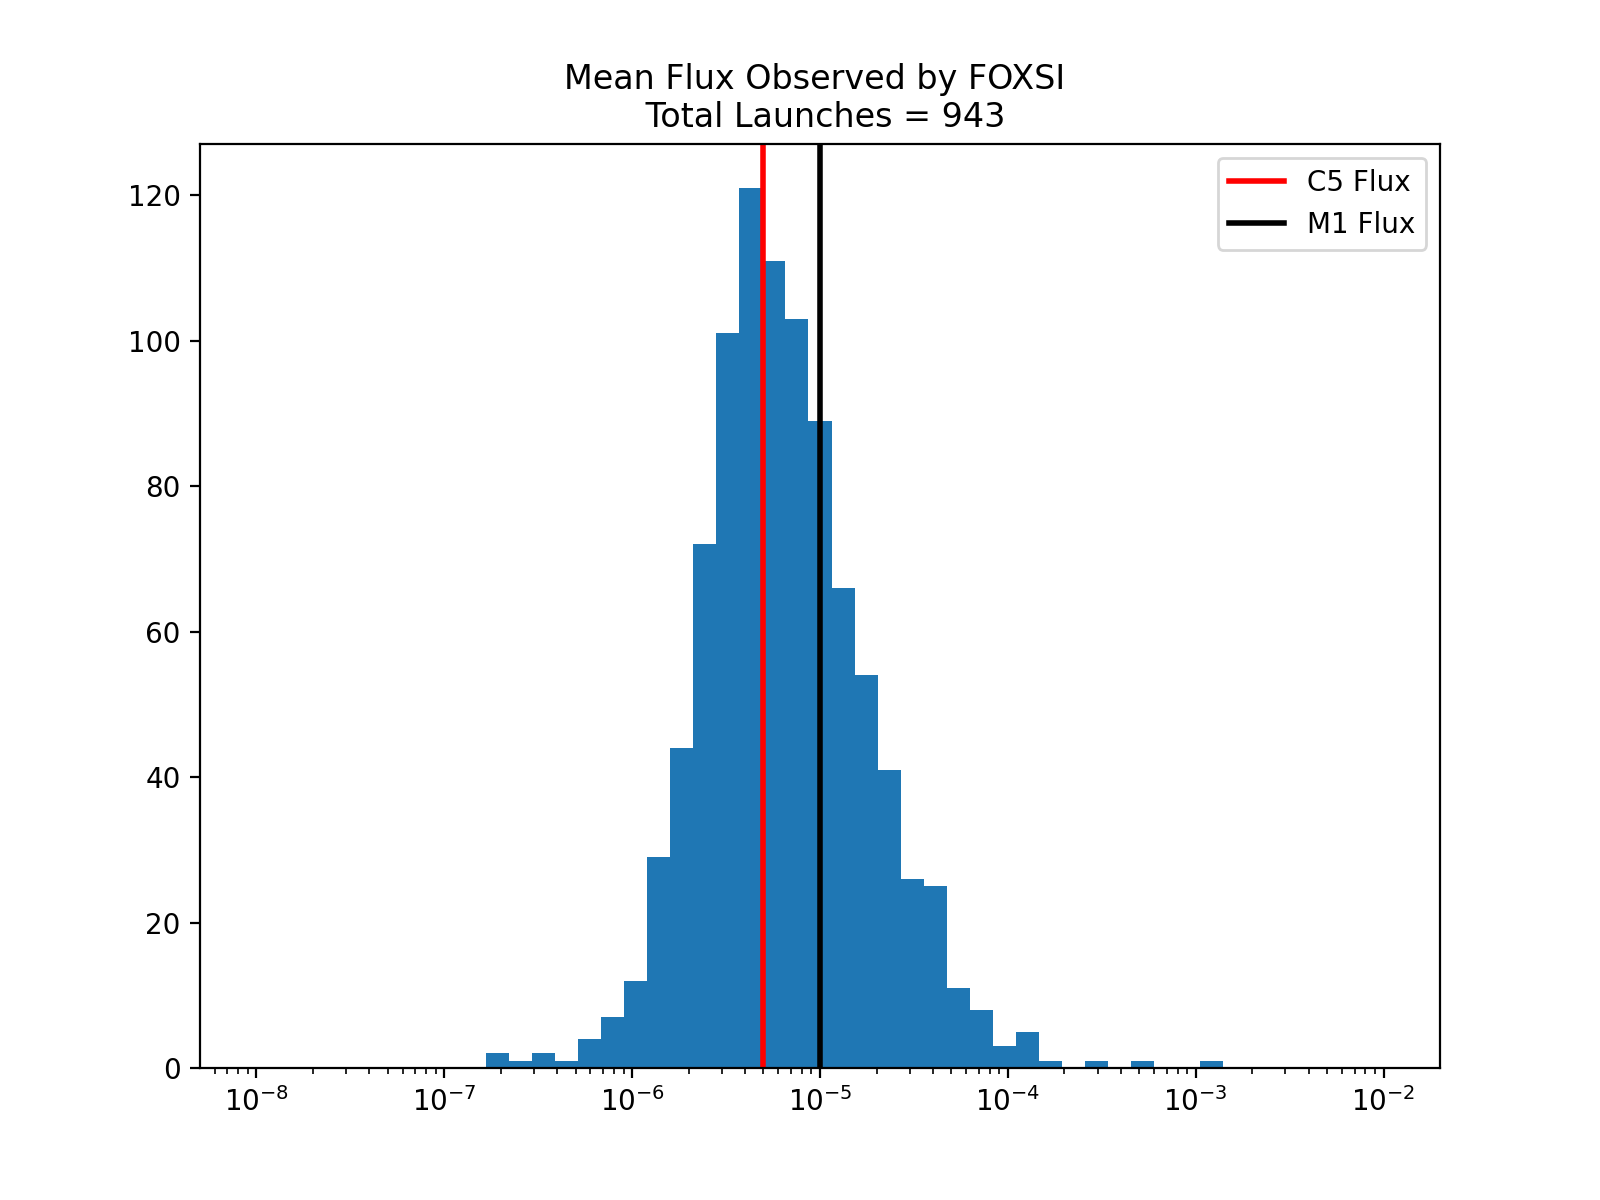 Mean Flux Observed by FOXSI
Total Launches = 943
C5 Flux
M1 Flux
120
100
80
60
40
20
0
10⁻⁸ 10⁻⁷ 10⁻⁶ 10⁻⁵ 10⁻⁴ 10⁻³ 10⁻²